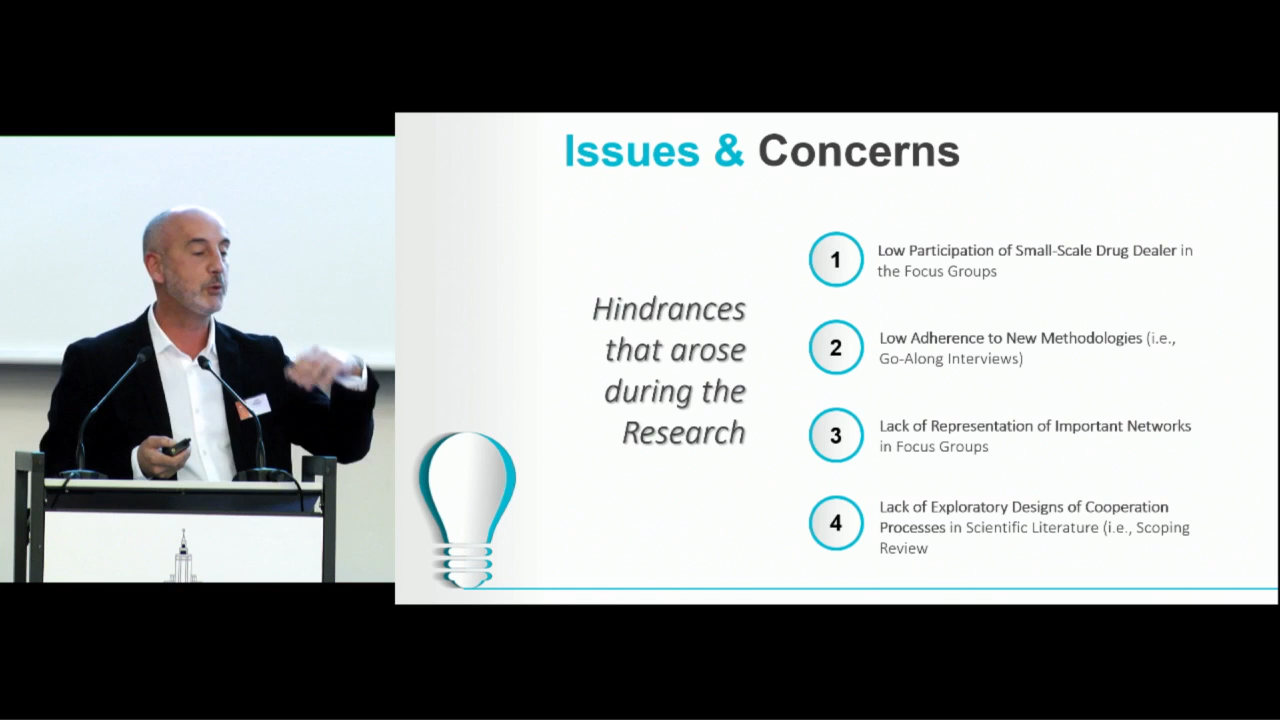 Issues & Concerns
Hindrances
that arose
during the
Research
1
Low Participation of Small-Scale Drug Dealer in
the Focus Groups
2
Low Adherence to New Methodologies (i.e.,
Go-Along Interviews)
3
Lack of Representation of Important Networks
in Focus Groups
4
Lack of Exploratory Designs of Cooperation
Processes in Scientific Literature (i.e., Scoping
Review